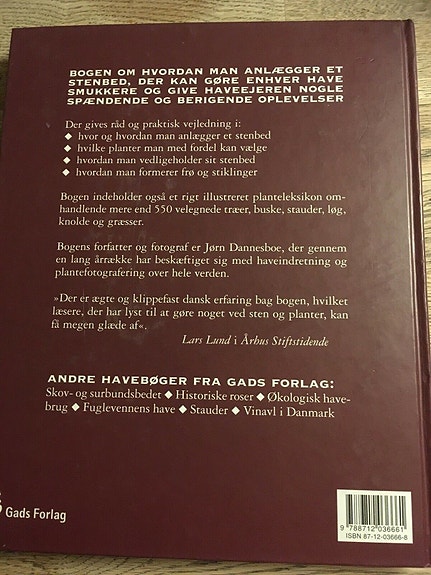 BOGEN OM HVORDAN MAN ANLÆGGER ET
STENBED, DER KAN GØRE ENHVER HAVE
SMUKKERE OG GIVE HAVEEJEREN NOGLE
SPÆNDENDE OG BERIGENDE OPLEVELSER
Der gives råd og praktisk vejledning i:
◆ hvor og hvordan man anlægger et stenbed
◆ hvilke planter man med fordel kan vælge
◆ hvordan man vedligeholder sit stenbed
◆ hvordan man formerer frø og stiklinger
Bogen indeholder også et rigt illustreret planteleksikon om-
handlende mere end 550 velegnede træer, buske, stauder, løg,
knolde og græsser.
Bogens forfatter og fotograf er Jørn Dannesboe, der gennem
en lang årrække har beskæftiget sig med haveindretning og
plantefotografering over hele verden.
»Der er ægte og klippefast dansk erfaring bag bogen, hvilket
læsere, der har lyst til at gøre noget ved sten og planter, kan
få megen glæde af«.
Lars Lund i Århus Stiftstidende
ANDRE HAVEBØGER FRA GADS FORLAG:
Skov- og surbundsbedet ◆ Historiske roser ◆ Økologisk have-
brug ◆ Fuglevennens have ◆ Stauder ◆ Vinavl i Danmark
Gads Forlag
9 788712 036661
ISBN 87-12-03666-8